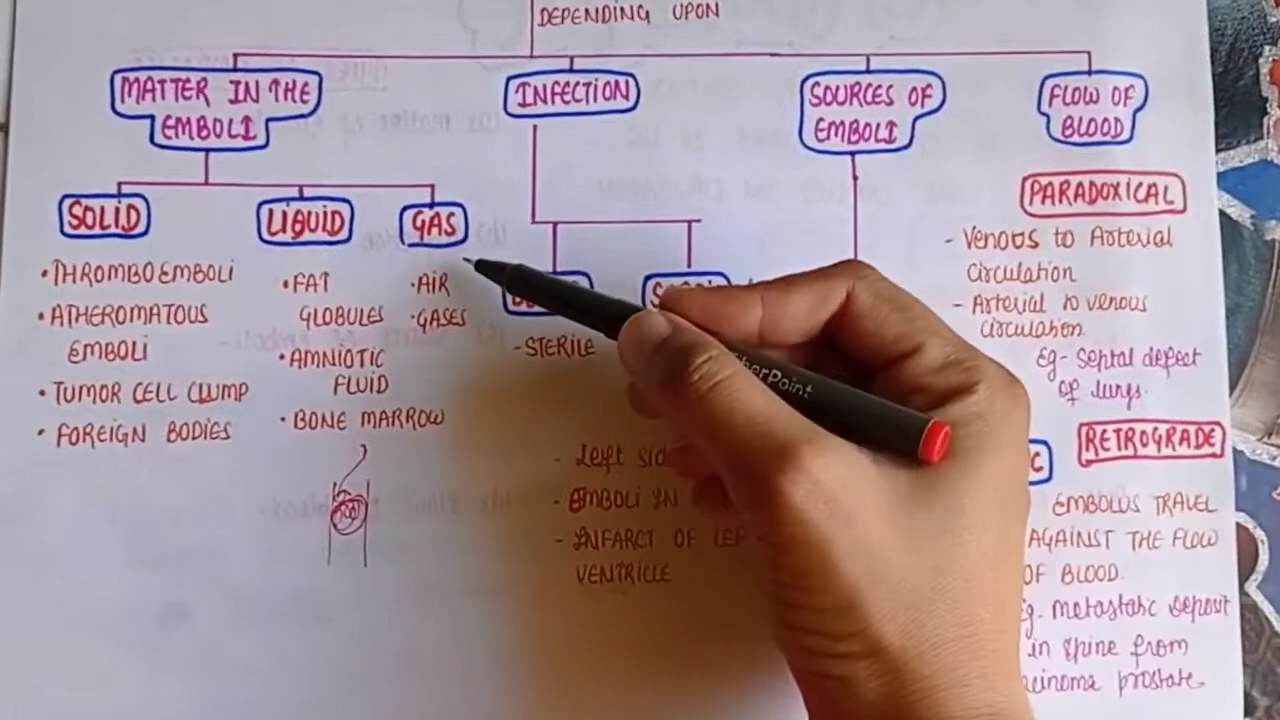 DEPENDING UPON
MATTER IN THE
EMBOLI
INFECTION
SOURCES OF
EMBOLI
FLOW OF
BLOOD
SOLID
LIQUID
GAS
• THROMBOEMBOLI
• ATHEROMATOUS
EMBOLI
• TUMOR CELL CLUMP
• FOREIGN BODIES
• FAT
GLOBULES
• AMNIOTIC
FLUID
• BONE MARROW
• AIR
• GASES
- STERILE
- Left
- EMBOLI IN
- INFARCT OF
VENTRICLE
PARADOXICAL
- Venous to Arterial
circulation
- Arterial to venous
circulation
Eg- Septal defect
of lungs.
RETROGRADE
EMBOLUS TRAVEL
AGAINST THE FLOW
OF BLOOD.
Eg- metastatic deposit
in spine from
prostate